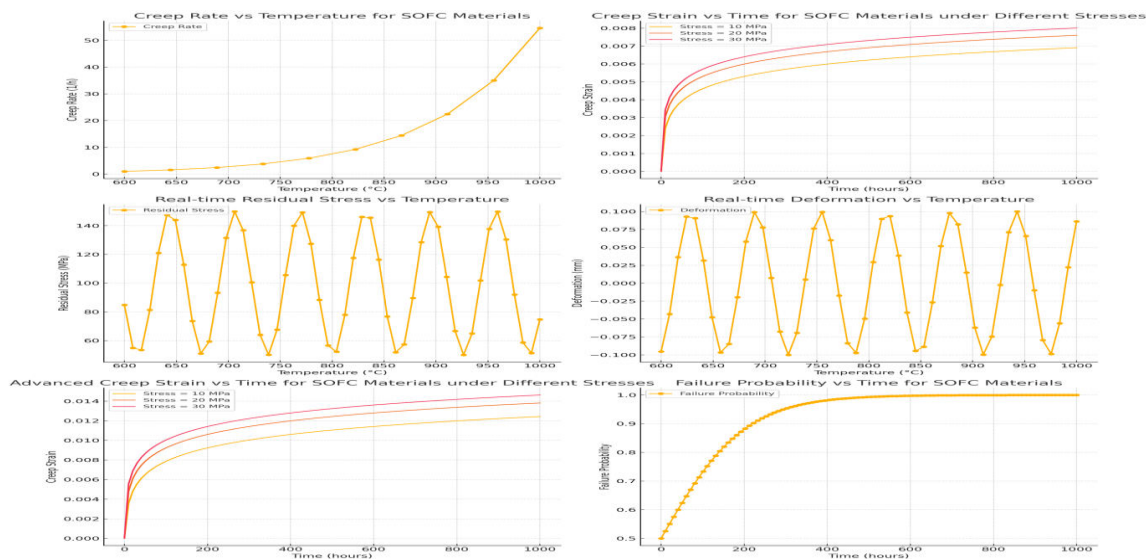 Creep Rate vs Temperature for SOFC Materials
Creep Rate
Creep Rate (1/h)
50
40
30
20
10
0
600 650 700 750 800 850 900 950 1000
Temperature (°C)
Creep Strain vs Time for SOFC Materials under Different Stresses
Stress = 10 MPa
Stress = 20 MPa
Stress = 30 MPa
Creep Strain
0.008
0.007
0.006
0.005
0.004
0.003
0.002
0.001
0.000
0 200 400 600 800 1000
Time (hours)
Real-time Residual Stress vs Temperature
Residual Stress
Residual Stress (MPa)
140
120
100
80
60
600 650 700 750 800 850 900 950 1000
Temperature (°C)
Real-time Deformation vs Temperature
Deformation
Deformation (mm)
0.100
0.075
0.050
0.025
0.000
−0.025
−0.050
−0.075
−0.100
600 650 700 750 800 850 900 950 1000
Temperature (°C)
Advanced Creep Strain vs Time for SOFC Materials under Different Stresses
Stress = 10 MPa
Stress = 20 MPa
Stress = 30 MPa
Creep Strain
0.014
0.012
0.010
0.008
0.006
0.004
0.002
0.000
0 200 400 600 800 1000
Time (hours)
Failure Probability vs Time for SOFC Materials
Failure Probability
Failure Probability
1.0
0.9
0.8
0.7
0.6
0.5
0 200 400 600 800 1000
Time (hours)